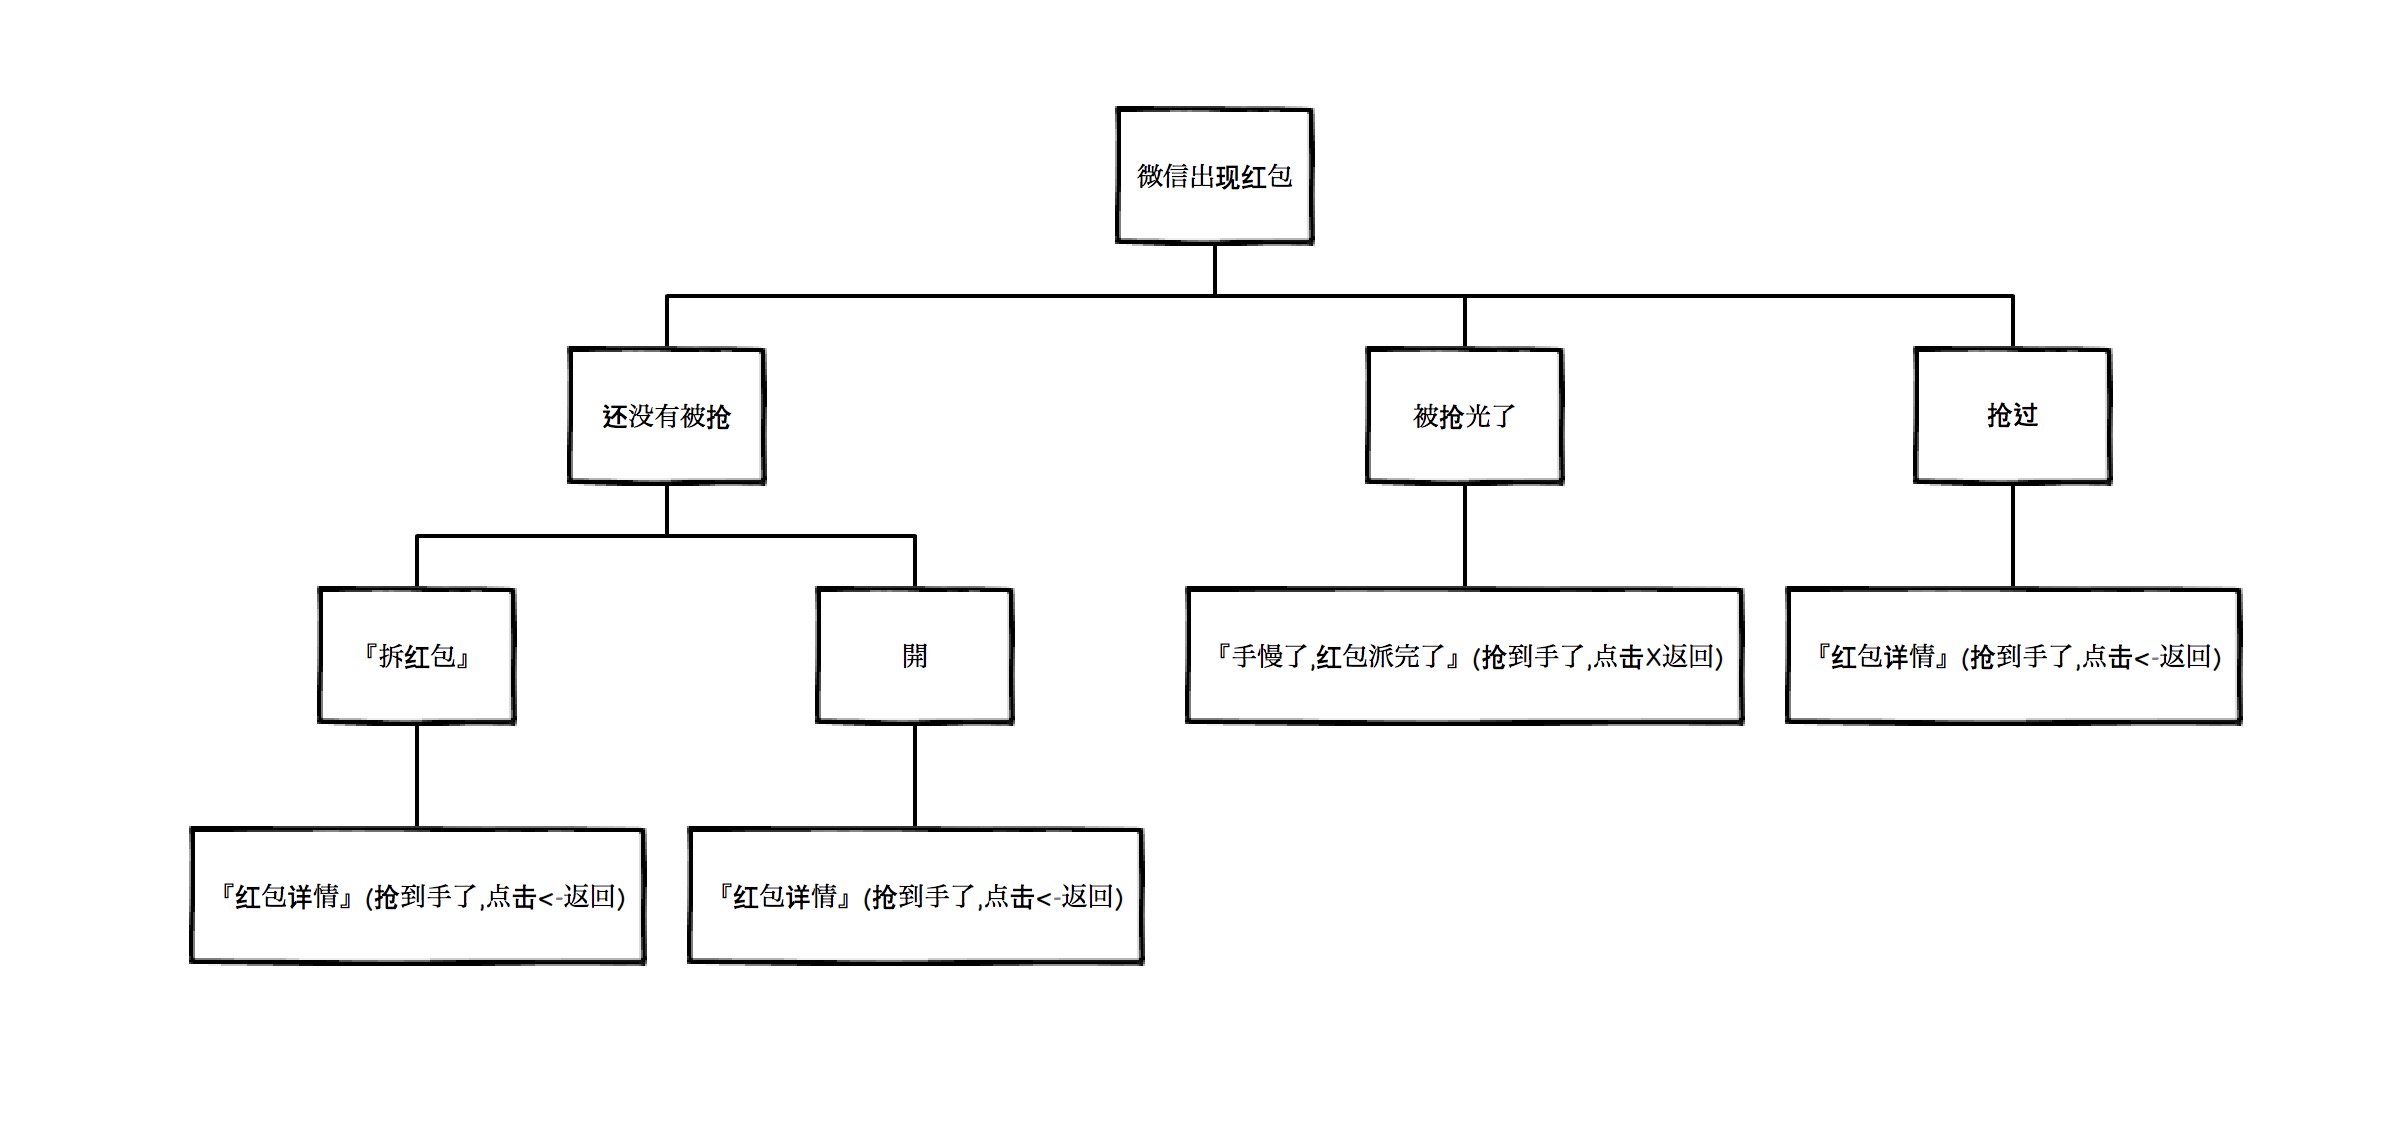 微信出现红包
还没有被抢
被抢光了
抢过
『拆红包』
開
『手慢了,红包派完了』(抢到手了,点击X返回)
『红包详情』(抢到手了,点击<-返回)
『红包详情』(抢到手了,点击<-返回)
『红包详情』(抢到手了,点击<-返回)